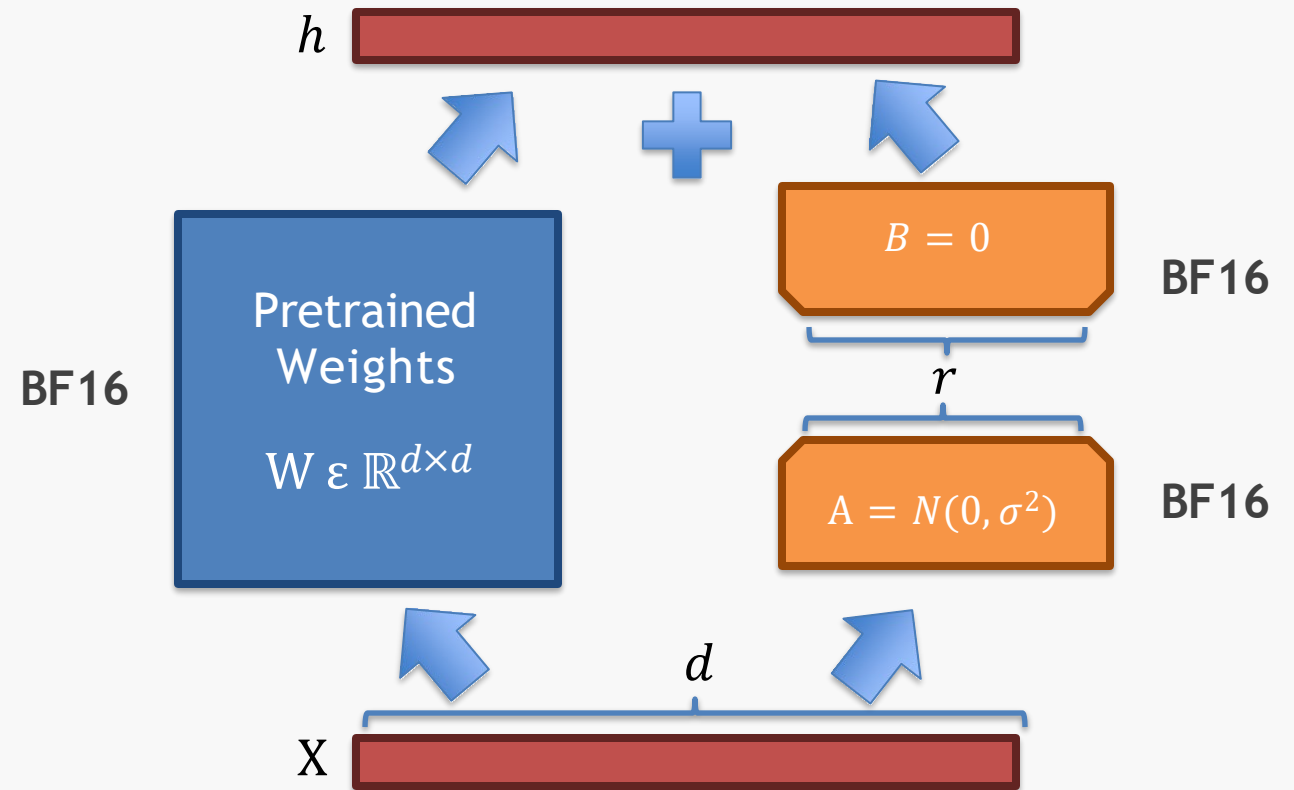 h
B = 0
BF16
Pretrained
Weights
BF16
r
W ε ℝ^{d×d}
A = N(0, σ²)
BF16
d
X